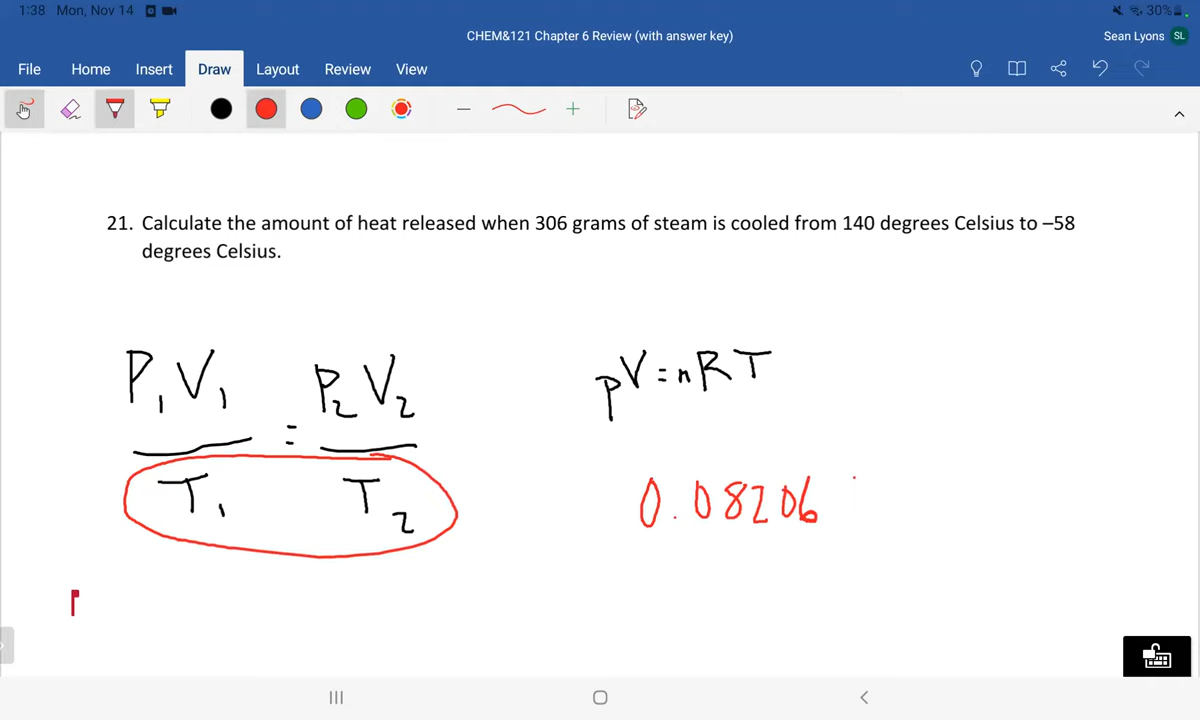 1:38 Mon, Nov 14
30%
CHEM&121 Chapter 6 Review (with answer key)
Sean Lyons SL
File Home Insert Draw Layout Review View
21. Calculate the amount of heat released when 306 grams of steam is cooled from 140 degrees Celsius to –58
degrees Celsius.
P₁V₁ = P₂V₂
T₁ T₂
PV=nRT
0.08206